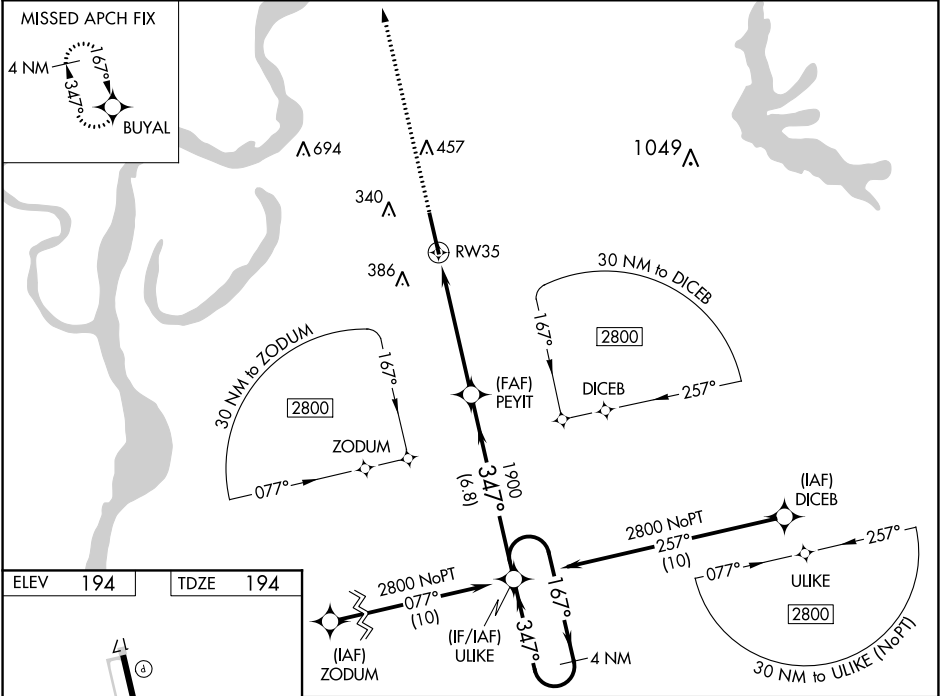 MISSED APCH FIX
4 NM
167°
347°
BUYAL
694
457
1049
340
RW35
386
30 NM to ZODUM
167°
2800
ZODUM
077°
30 NM to DICEB
167°
2800
DICEB
257°
(FAF)
PEYIT
1900
347°
(6.8)
(IAF)
DICEB
2800 NoPT
257°
(10)
257°
077°
ULIKE
2800
30 NM to ULIKE (NoPT)
2800 NoPT
077°
(10)
(IAF)
ZODUM
(IF/IAF)
ULIKE
167°
347°
4 NM
ELEV 194
TDZE 194
17
P